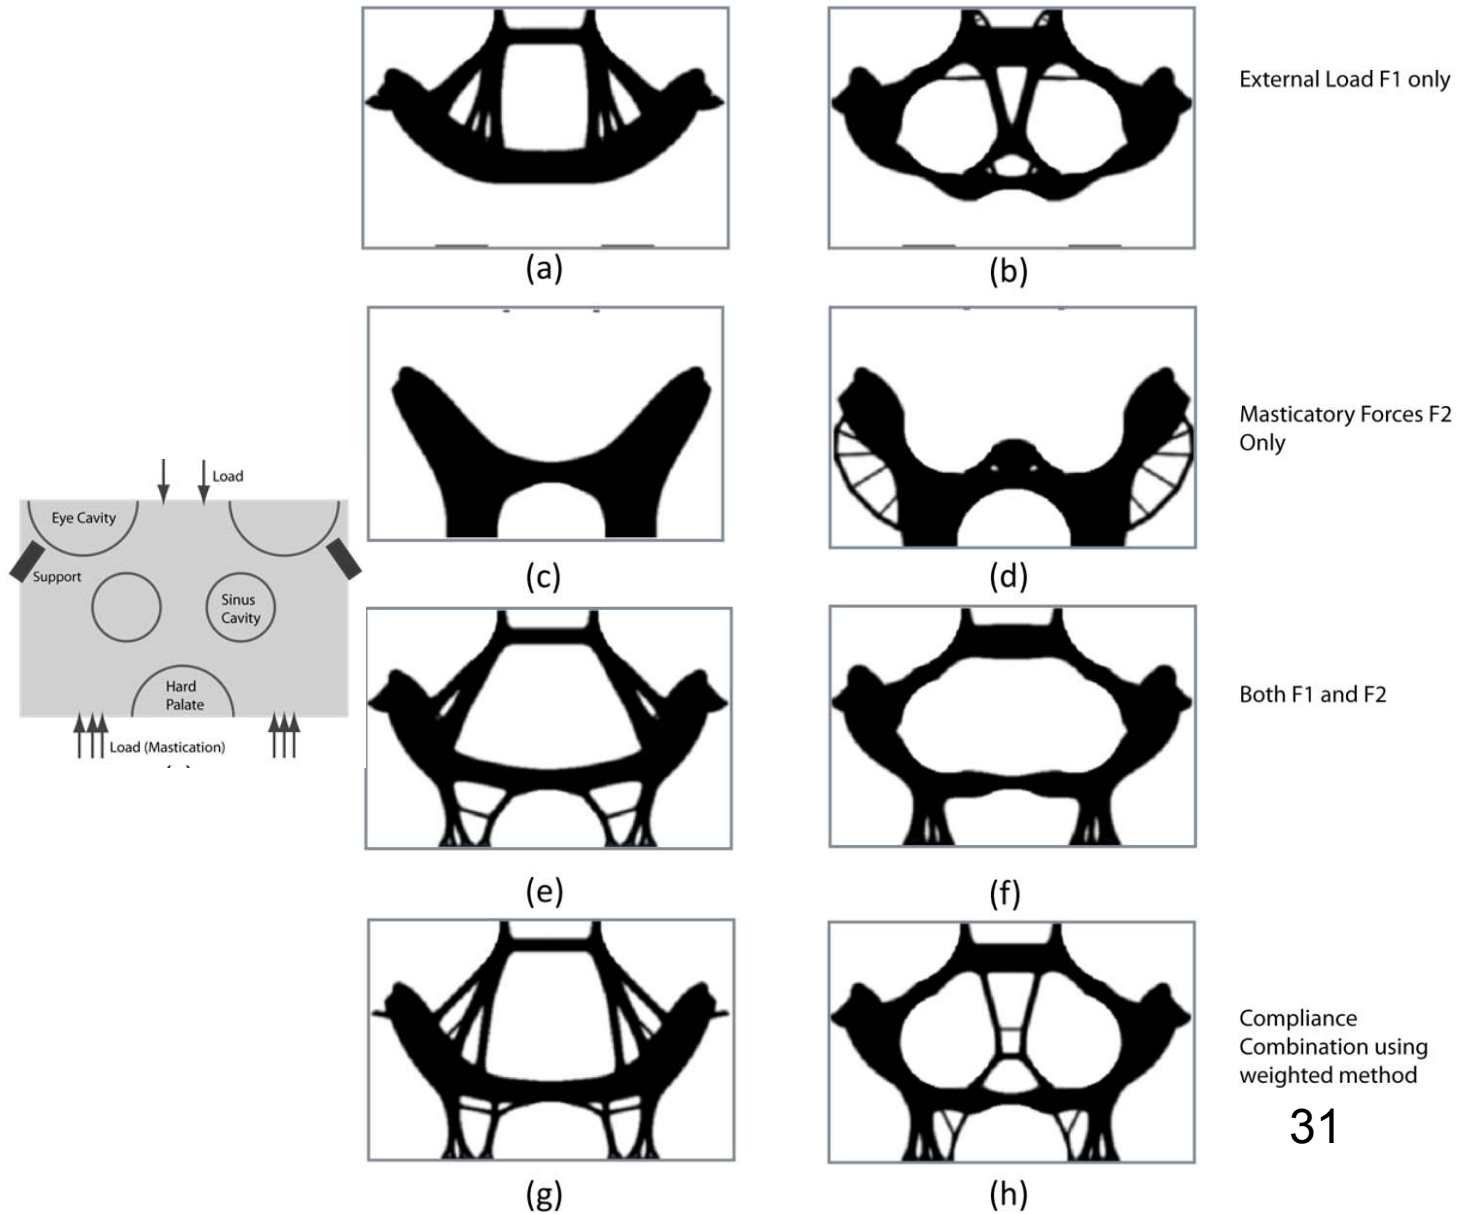 External Load F1 only
(a)
(b)
Masticatory Forces F2
Only
Load
Eye Cavity
Support
Sinus
Cavity
Hard
Palate
Load (Mastication)
(c)
(d)
Both F1 and F2
(e)
(f)
Compliance
Combination using
weighted method
31
(g)
(h)